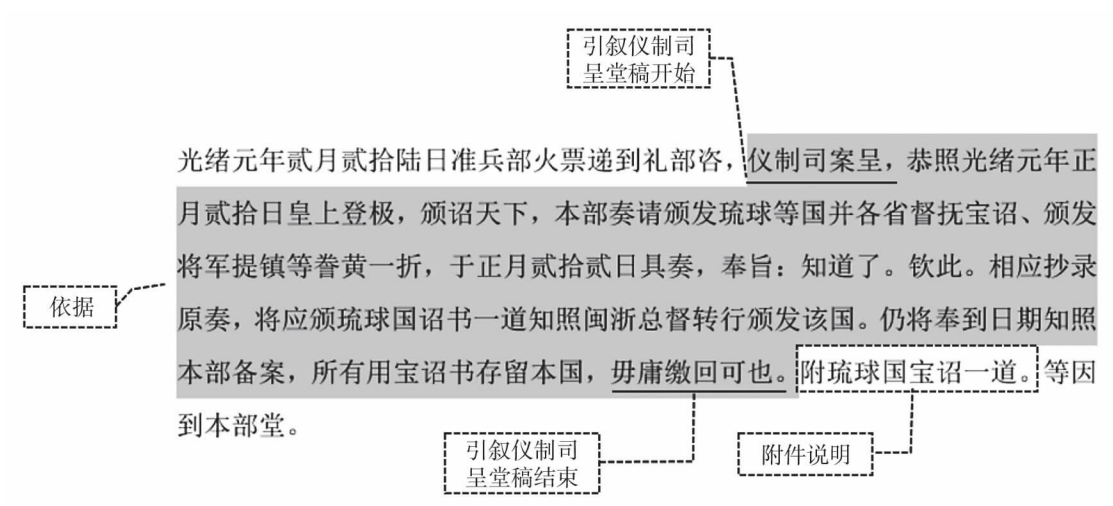 引叙仪制司
呈堂稿开始
光绪元年贰月贰拾陆日准兵部火票递到礼部咨，仪制司案呈，恭照光绪元年正
月贰拾日皇上登极，颁诏天下，本部奏请颁发琉球等国并各省督抚宝诏、颁发
将军提镇等誊黄一折，于正月贰拾贰日具奏，奉旨：知道了。钦此。相应抄录
依据
原奏，将应颁琉球国诏书一道知照闽浙总督转行颁发该国。仍将奉到日期知照
本部备案，所有用宝诏书存留本国，毋庸缴回可也。附琉球国宝诏一道。等因
到本部堂。
引叙仪制司
呈堂稿结束
附件说明